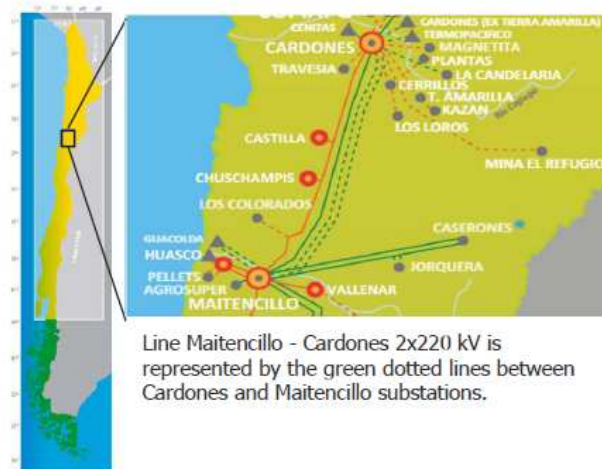 CARDONES (EX TIERRA AMARILLA)
CENITAS
TERMOPACIFICO
CARDONES
MAGNETITA
PLANTAS
TRAVESIA
LA CANDELARIA
CERRILLOS
T. AMARILLA
KAZAN
LOS LOROS
CASTILLA
MINA EL REFUGIO
CHUSCHAMPIS
LOS COLORADOS
CASERONES
GUACOLDA
HUASCO
JORQUERA
PELLETS
AGROSUPER
VALLENAR
MAITENCILLO
Line Maitencillo - Cardones 2x220 kV is
represented by the green dotted lines between
Cardones and Maitencillo substations.